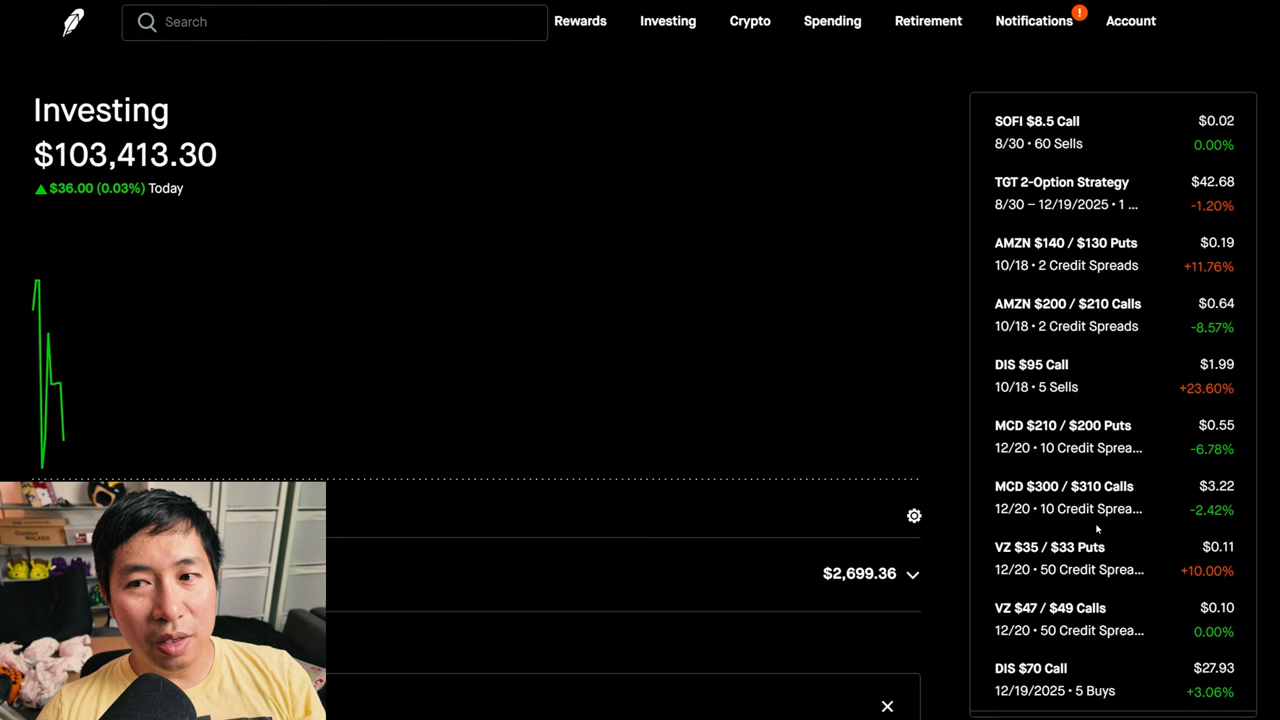 Search
Rewards
Investing
Crypto
Spending
Retirement
Notifications
!
Account
Investing
$103,413.30
$36.00 (0.03%) Today
$2,699.36
SOFI $8.5 Call
$0.02
8/30 • 60 Sells
0.00%
TGT 2-Option Strategy
$42.68
8/30 – 12/19/2025 • 1 ...
-1.20%
AMZN $140 / $130 Puts
$0.19
10/18 • 2 Credit Spreads
+11.76%
AMZN $200 / $210 Calls
$0.64
10/18 • 2 Credit Spreads
-8.57%
DIS $95 Call
$1.99
10/18 • 5 Sells
+23.60%
MCD $210 / $200 Puts
$0.55
12/20 • 10 Credit Sprea...
-6.78%
MCD $300 / $310 Calls
$3.22
12/20 • 10 Credit Sprea...
-2.42%
VZ $35 / $33 Puts
$0.11
12/20 • 50 Credit Sprea...
+10.00%
VZ $47 / $49 Calls
$0.10
12/20 • 50 Credit Sprea...
0.00%
DIS $70 Call
$27.93
12/19/2025 • 5 Buys
+3.06%